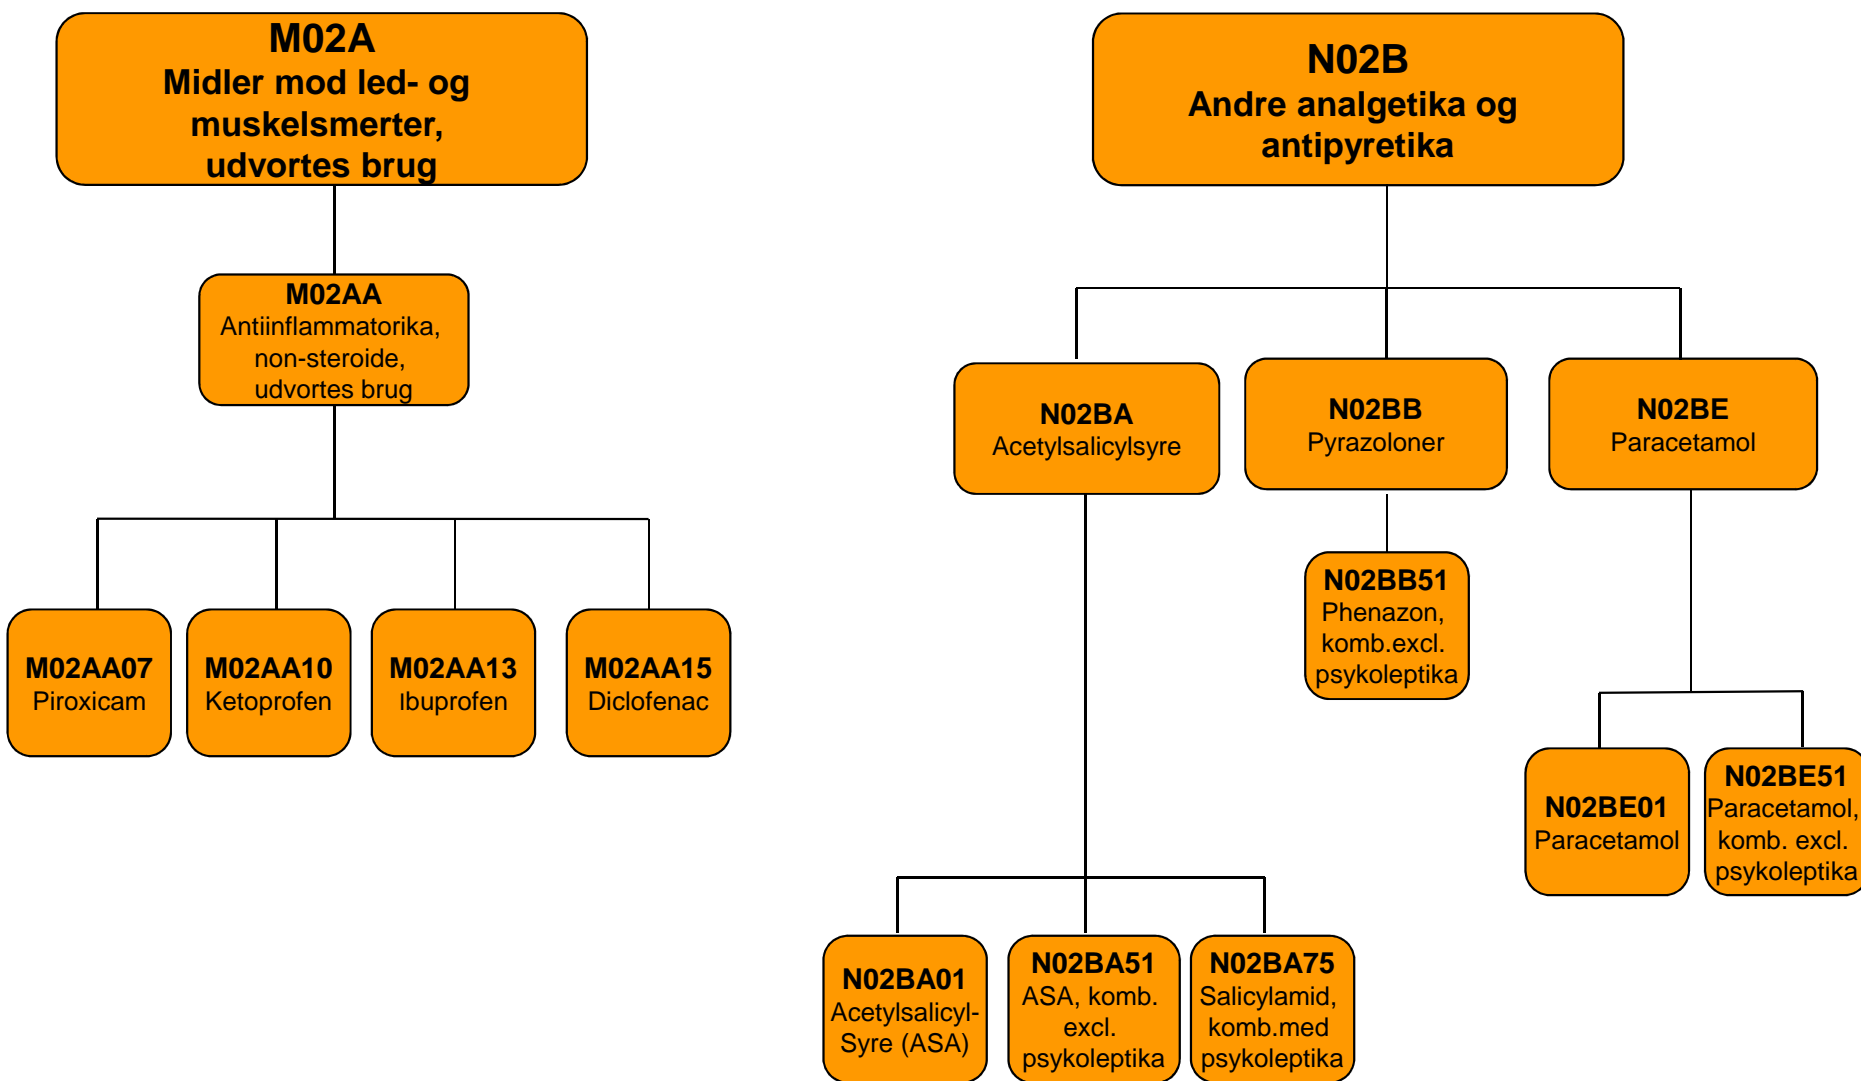 M02A
Midler mod led- og
muskelsmerter,
udvortes brug
M02AA
Antiinflammatorika,
non-steroide,
udvortes brug
M02AA07
Piroxicam
M02AA10
Ketoprofen
M02AA13
Ibuprofen
M02AA15
Diclofenac
N02B
Andre analgetika og
antipyretika
N02BA
Acetylsalicylsyre
N02BB
Pyrazoloner
N02BE
Paracetamol
N02BB51
Phenazon,
komb.excl.
psykoleptika
N02BE01
Paracetamol
N02BE51
Paracetamol,
komb. excl.
psykoleptika
N02BA01
Acetylsalicyl-
Syre (ASA)
N02BA51
ASA, komb.
excl.
psykoleptika
N02BA75
Salicylamid,
komb.med
psykoleptika